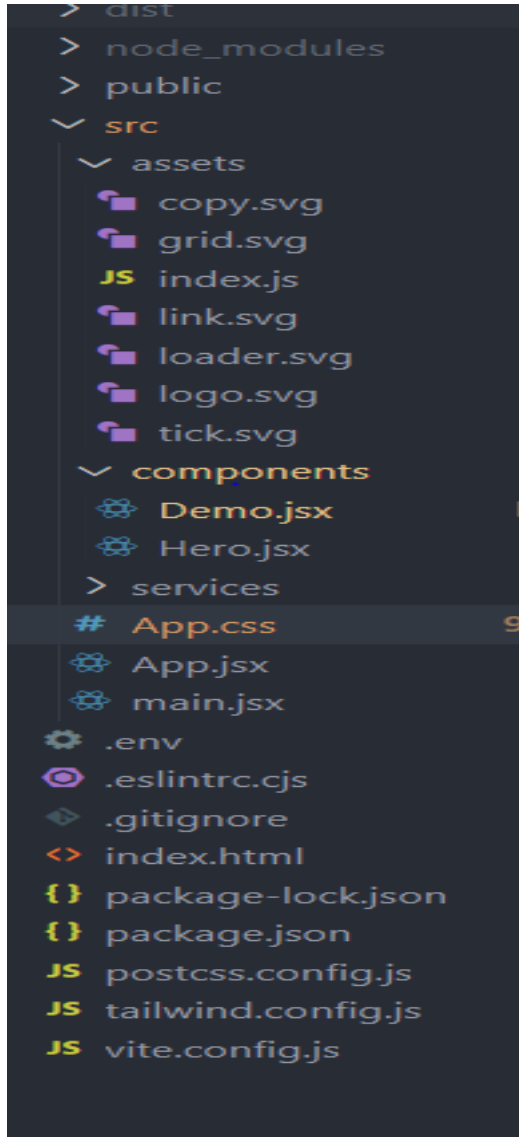 dist
node_modules
public
src
assets
copy.svg
grid.svg
JS index.js
link.svg
loader.svg
logo.svg
tick.svg
components
Demo.jsx
Hero.jsx
services
# App.css 9
App.jsx
main.jsx
.env
.eslintrc.cjs
.gitignore
<> index.html
{} package-lock.json
{} package.json
JS postcss.config.js
JS tailwind.config.js
JS vite.config.js